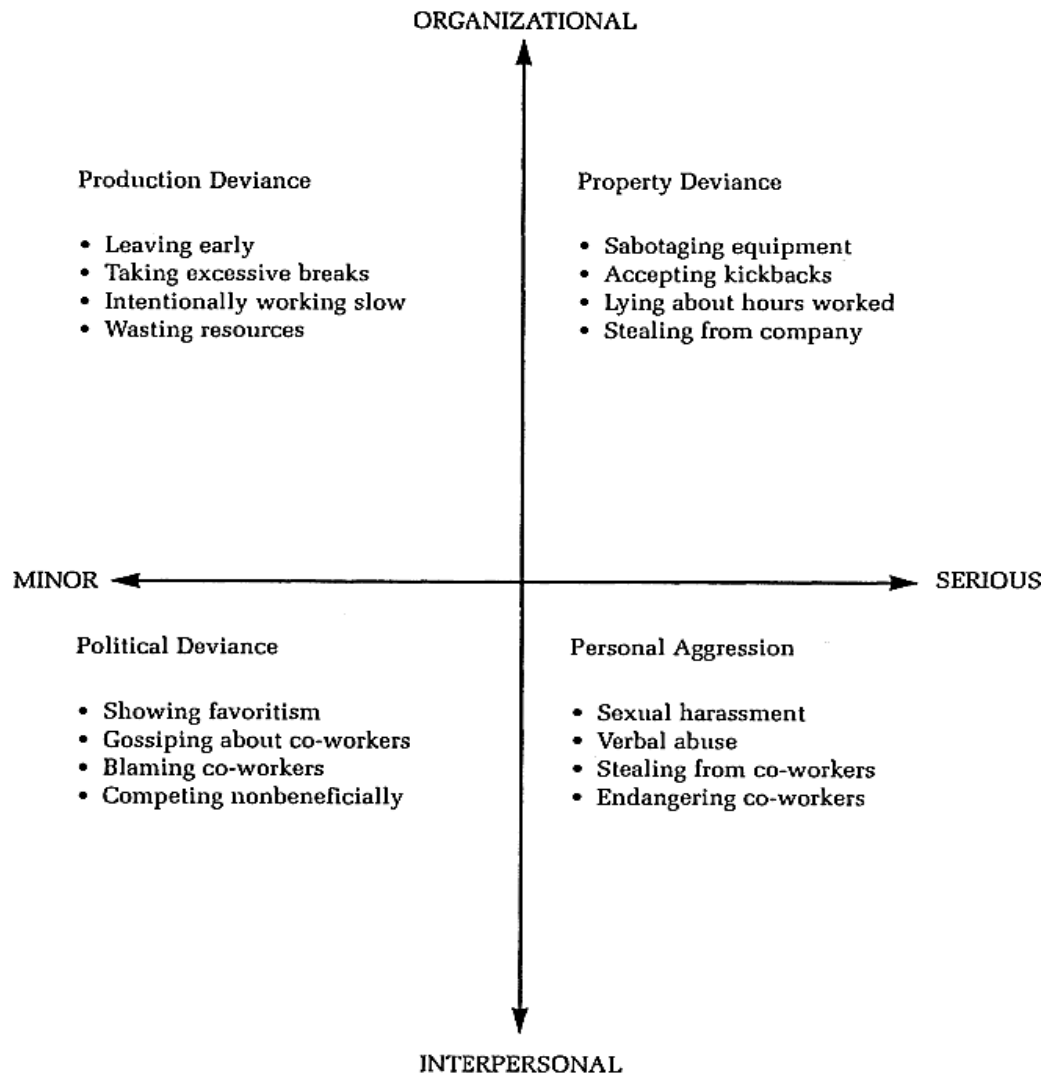 ORGANIZATIONAL
Production Deviance
• Leaving early
• Taking excessive breaks
• Intentionally working slow
• Wasting resources
Property Deviance
• Sabotaging equipment
• Accepting kickbacks
• Lying about hours worked
• Stealing from company
MINOR
SERIOUS
Political Deviance
• Showing favoritism
• Gossiping about co-workers
• Blaming co-workers
• Competing nonbeneficially
Personal Aggression
• Sexual harassment
• Verbal abuse
• Stealing from co-workers
• Endangering co-workers
INTERPERSONAL